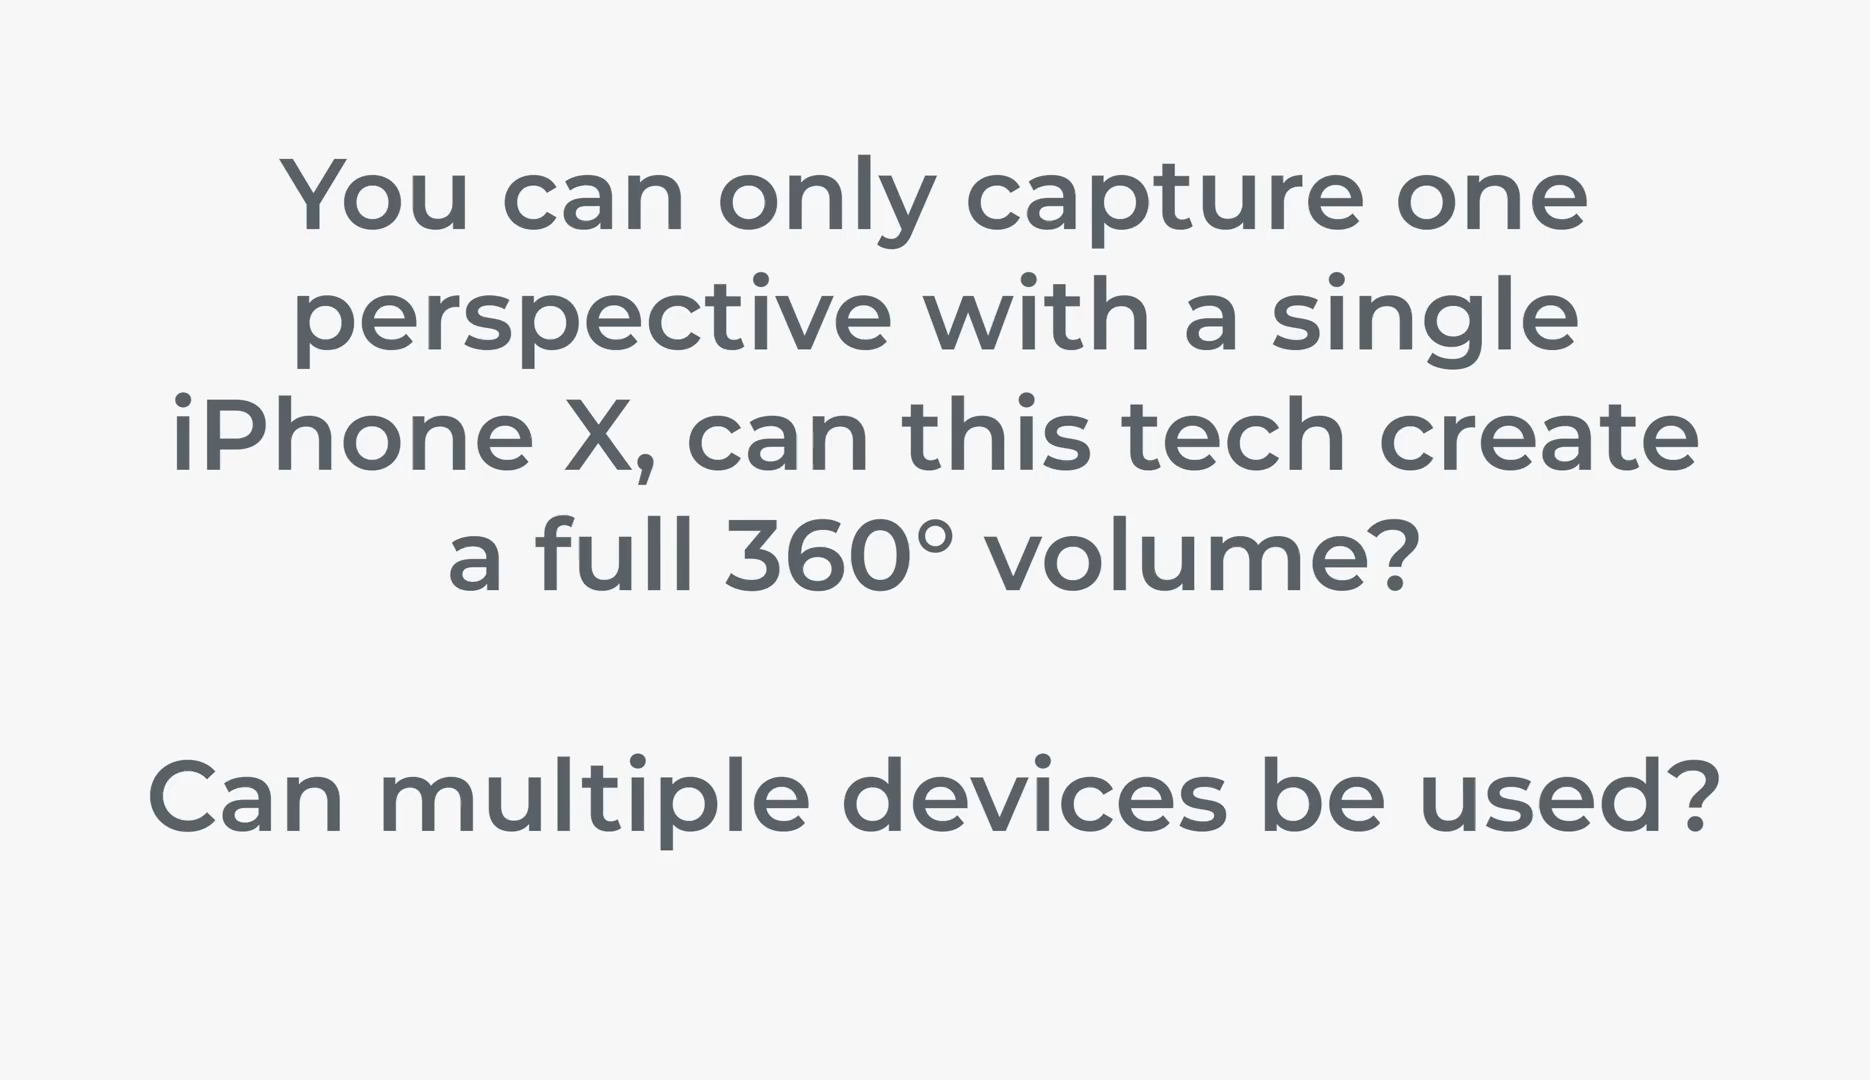 You can only capture one
perspective with a single
iPhone X, can this tech create
a full 360° volume?
Can multiple devices be used?